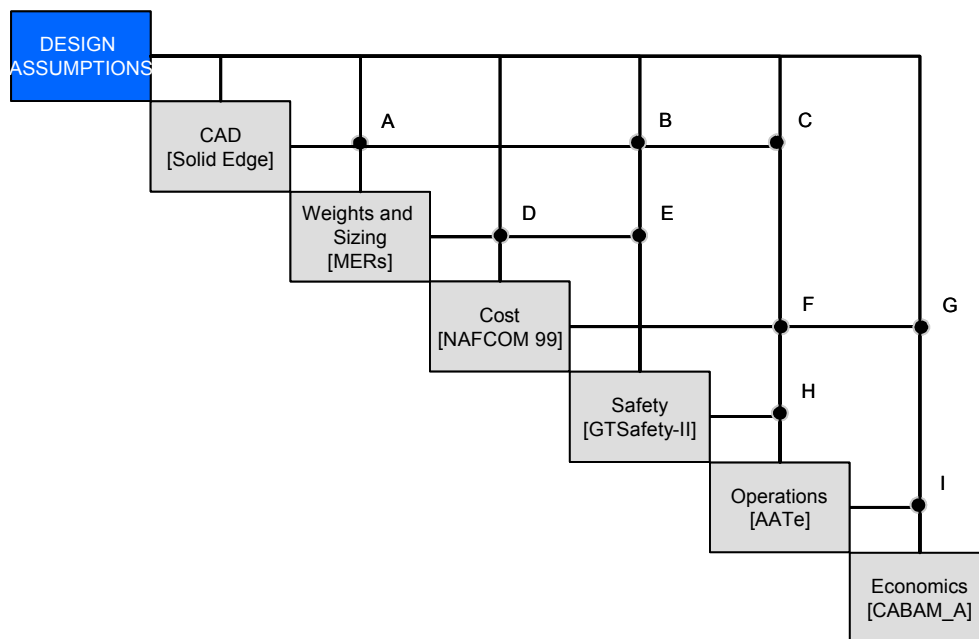 DESIGN
ASSUMPTIONS
CAD
[Solid Edge]
A
B
C
Weights and
Sizing
[MERs]
D
E
Cost
[NAFCOM 99]
F
G
Safety
[GTSafety-II]
H
Operations
[AATe]
I
Economics
[CABAM_A]